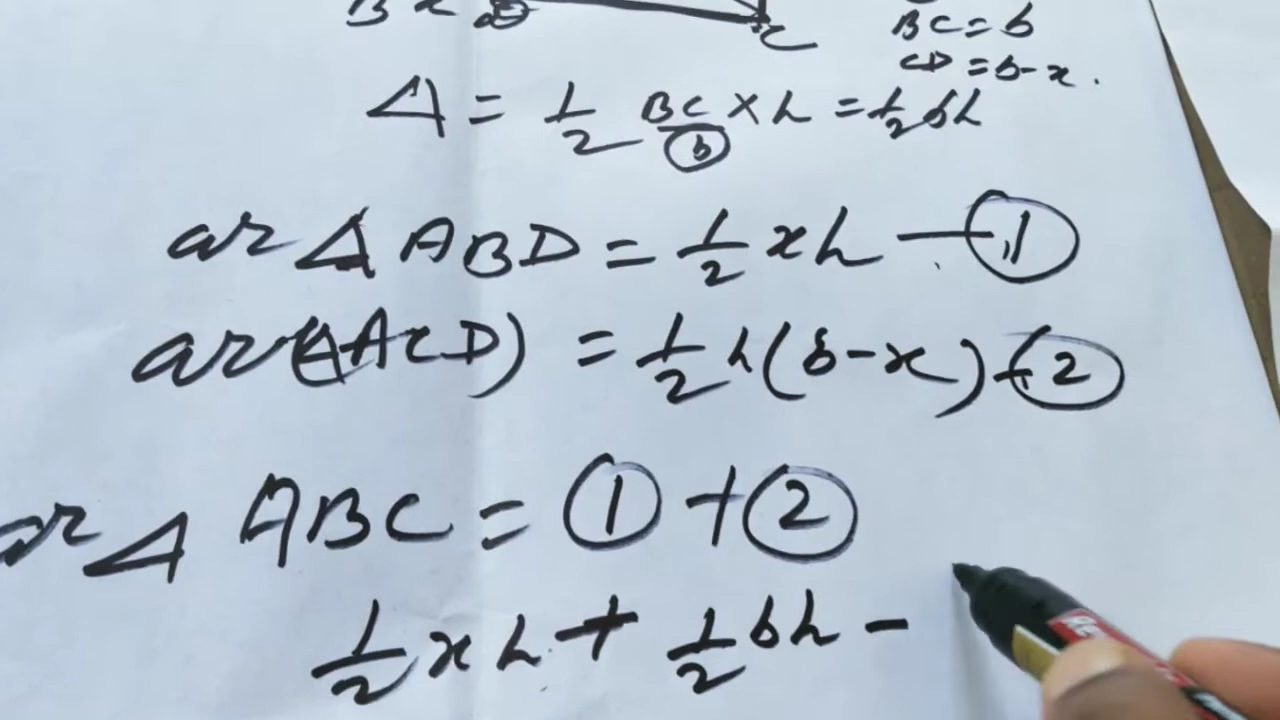 B x D
C
BC = b
CD = b - x.
Δ = 1/2 BC × h = 1/2 bh
b
ar Δ ABD = 1/2 xh — 1
ar(ΔACD) = 1/2 h(b-x) - 2
ar Δ ABC = 1 + 2
1/2 xh + 1/2 bh -